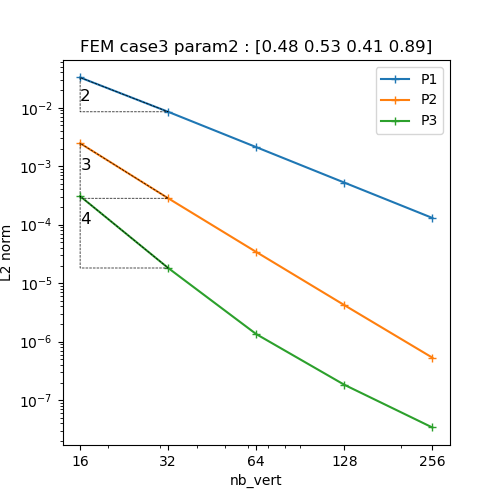 FEM case3 param2 : [0.48 0.53 0.41 0.89]
P1
P2
P3
2
3
4
10⁻²
10⁻³
10⁻⁴
10⁻⁵
10⁻⁶
10⁻⁷
L2 norm
16 32 64 128 256
nb_vert